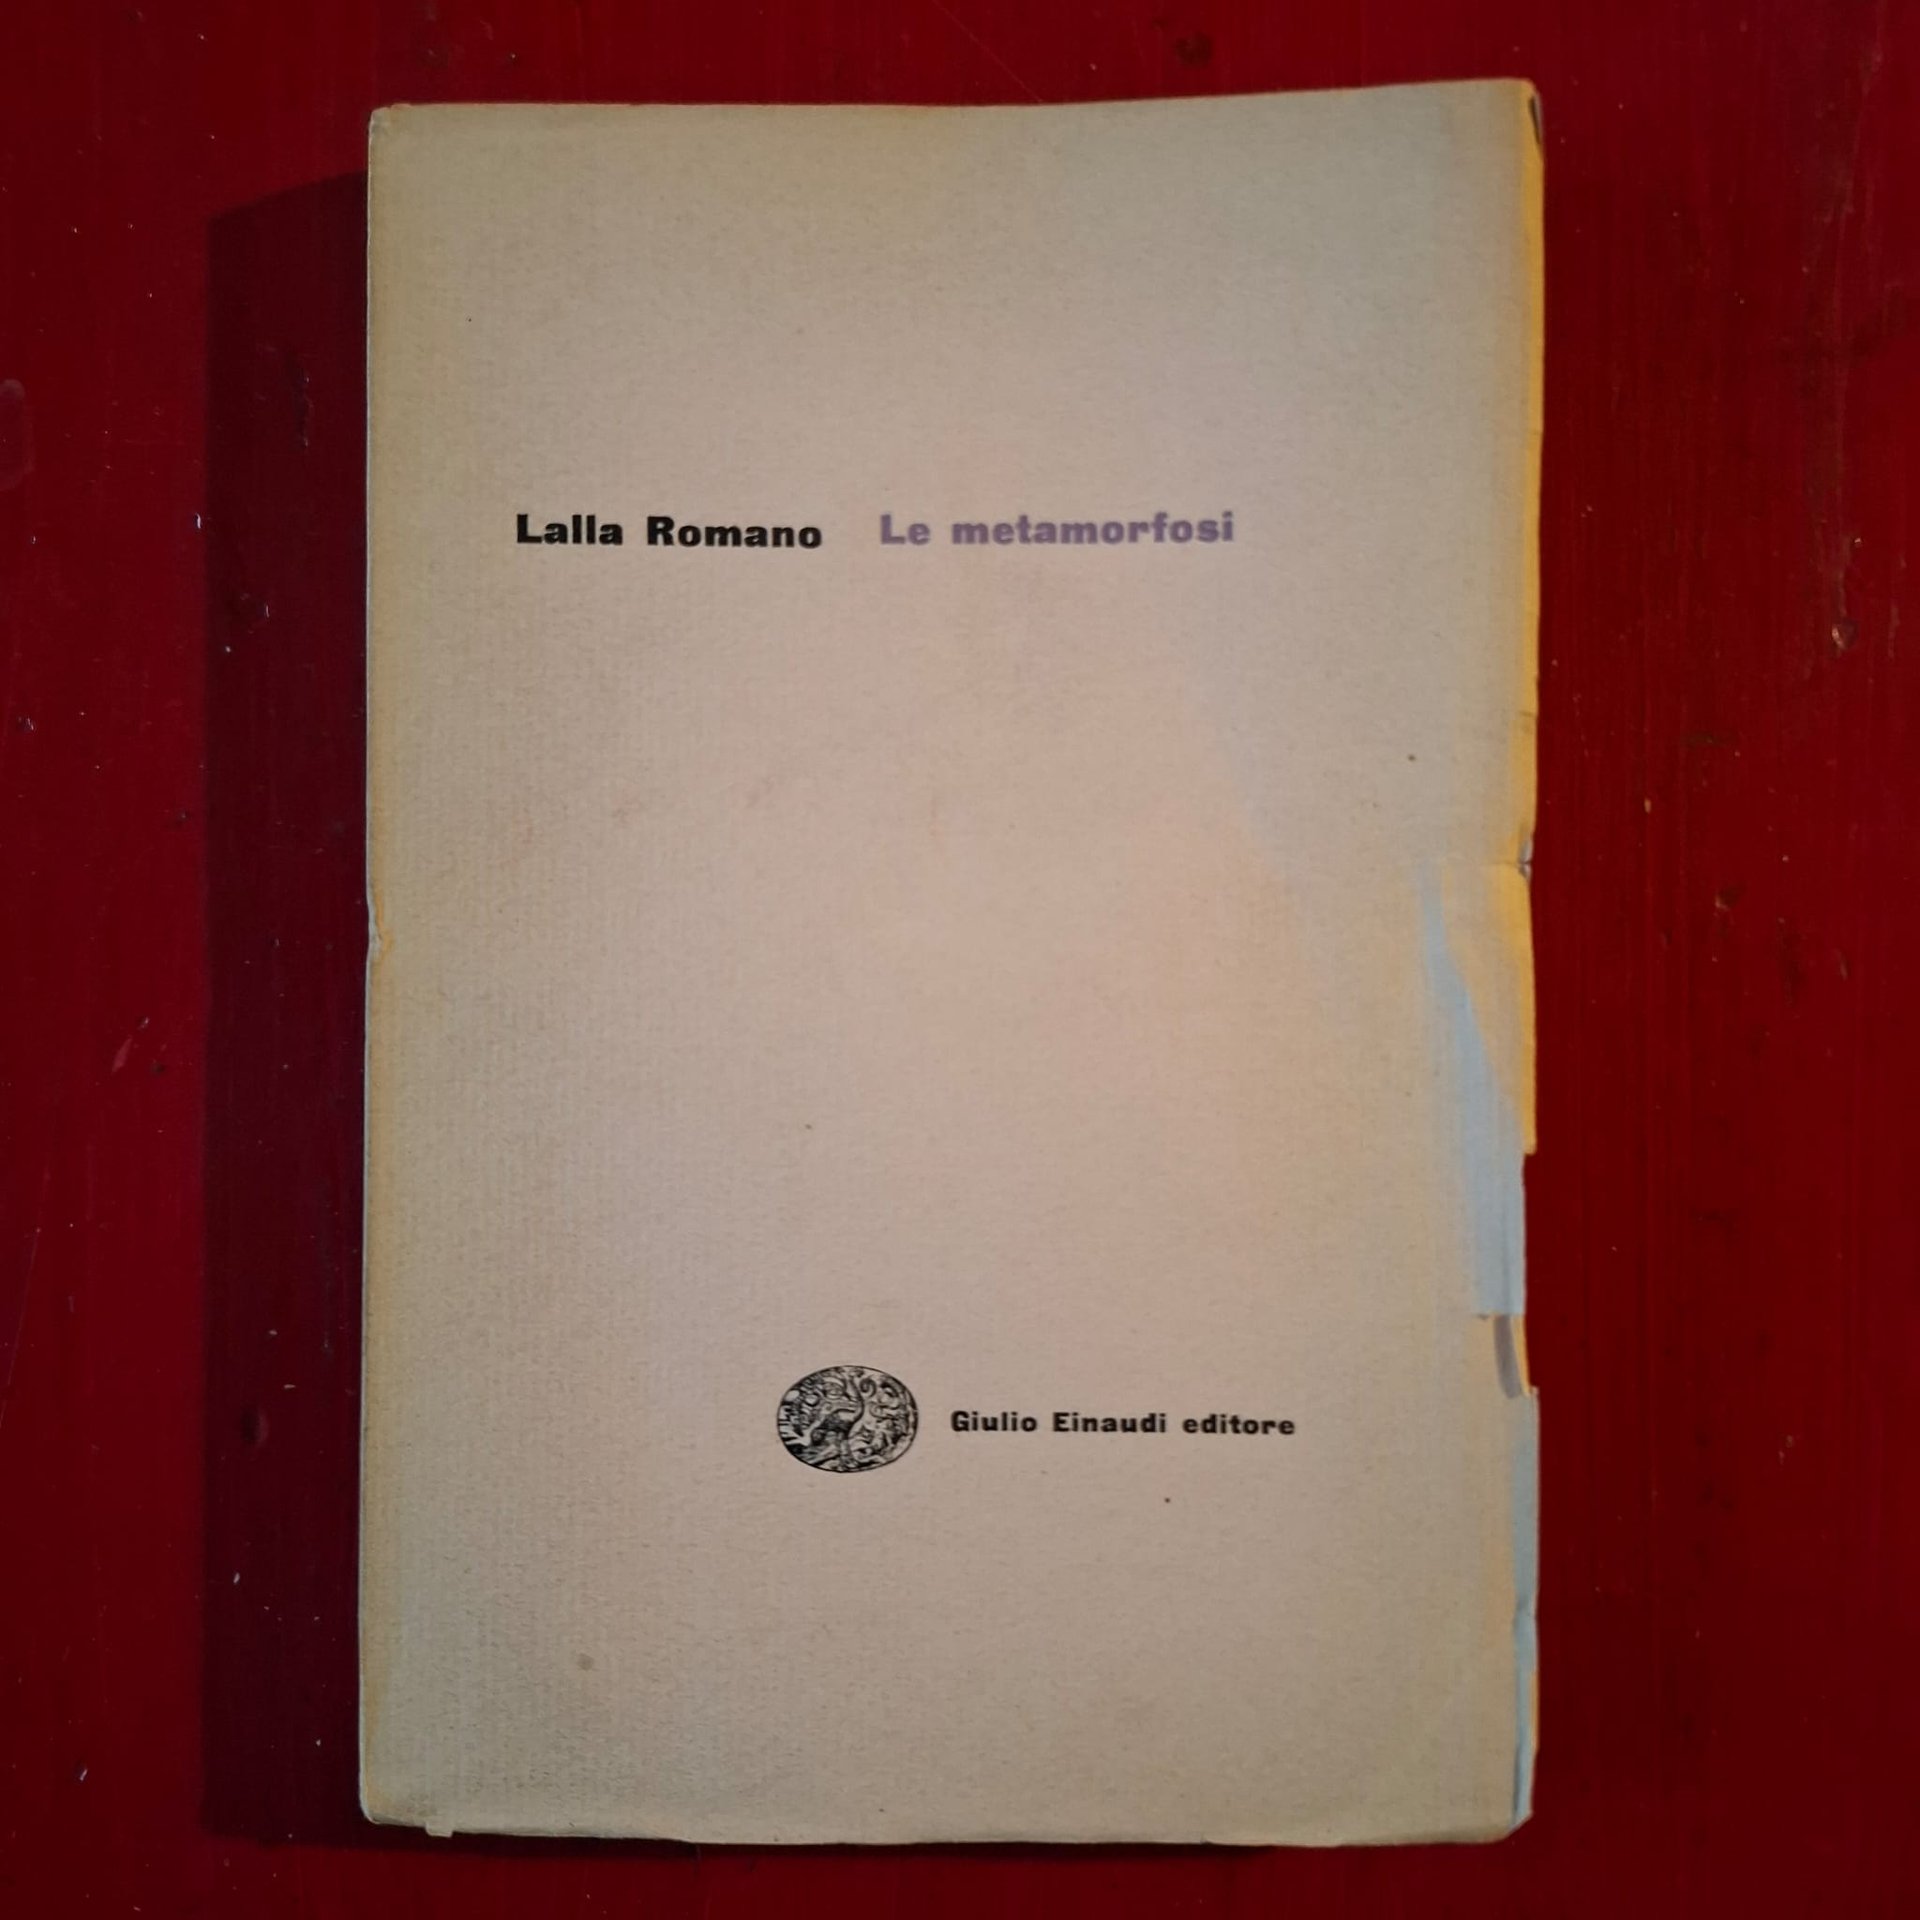 Lalla Romano Le metamorfosi
Giulio Einaudi editore